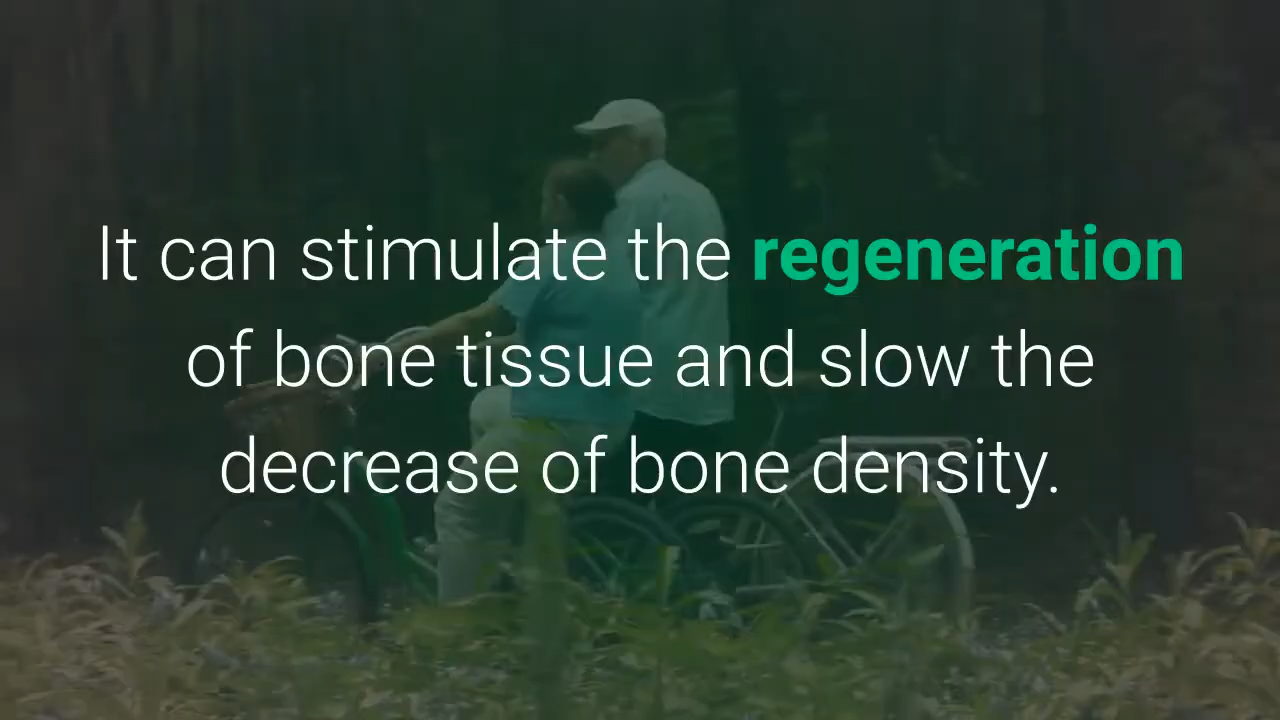 It can stimulate the regeneration
of bone tissue and slow the
decrease of bone density.